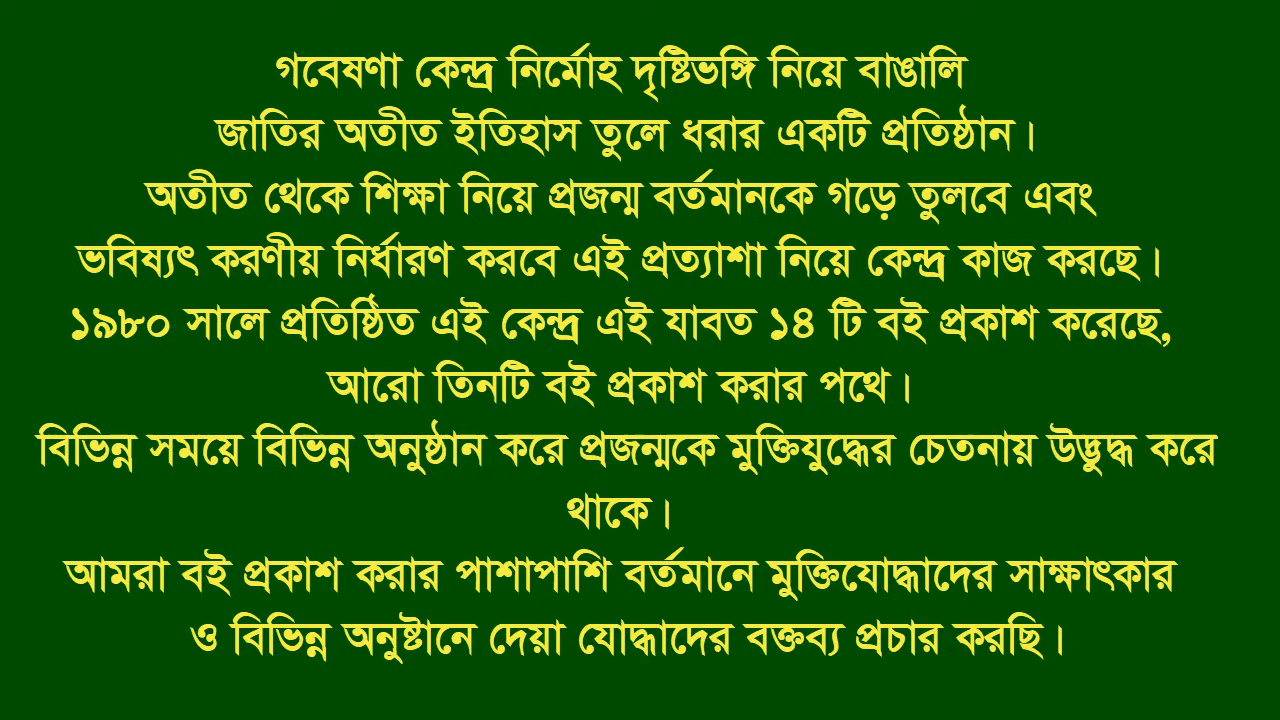 গবেষণা কেন্দ্র নির্মোহ দৃষ্টিভঙ্গি নিয়ে বাঙালি
জাতির অতীত ইতিহাস তুলে ধরার একটি প্রতিষ্ঠান।
অতীত থেকে শিক্ষা নিয়ে প্রজন্ম বর্তমানকে গড়ে তুলবে এবং
ভবিষ্যৎ করণীয় নির্ধারণ করবে এই প্রত্যাশা নিয়ে কেন্দ্র কাজ করছে।
১৯৮০ সালে প্রতিষ্ঠিত এই কেন্দ্র এই যাবত ১৪ টি বই প্রকাশ করেছে,
আরো তিনটি বই প্রকাশ করার পথে।
বিভিন্ন সময়ে বিভিন্ন অনুষ্ঠান করে প্রজন্মকে মুক্তিযুদ্ধের চেতনায় উদ্ভুদ্ধ করে
থাকে।
আমরা বই প্রকাশ করার পাশাপাশি বর্তমানে মুক্তিযোদ্ধাদের সাক্ষাৎকার
ও বিভিন্ন অনুষ্টানে দেয়া যোদ্ধাদের বক্তব্য প্রচার করছি।